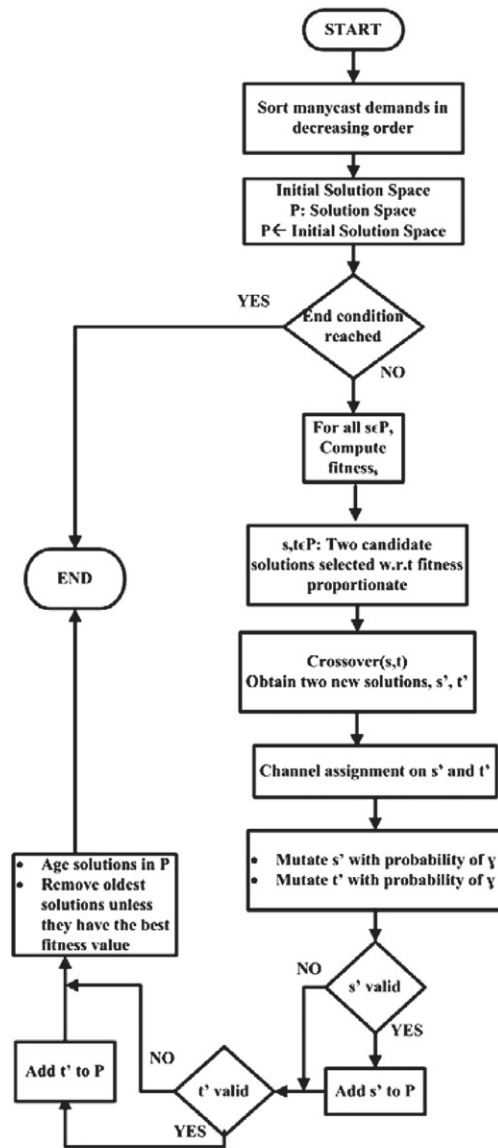 START
Sort manycast demands in
decreasing order
Initial Solution Space
P: Solution Space
P← Initial Solution Space
YES
End condition
reached
NO
For all sϵP,
Compute
fitnessₛ
s,tϵP: Two candidate
solutions selected w.r.t fitness
proportionate
END
Crossover(s,t)
Obtain two new solutions, s’, t’
Channel assignment on s’ and t’
• Mutate s’ with probability of ɣ
• Mutate t’ with probability of ɣ
• Age solutions in P
• Remove oldest
solutions unless
they have the best
fitness value
NO
s’ valid
YES
Add s’ to P
NO
t’ valid
YES
Add t’ to P